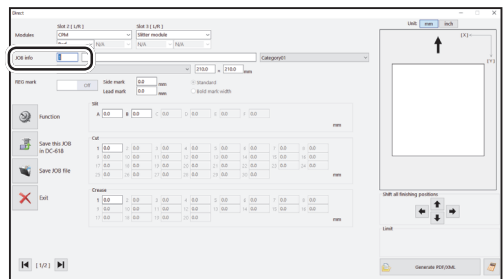 Direct
Unit: mm inch
Slot 2 ( L/R ) Slot 3 ( L/R )
Modules CPM Slitter module
N/A N/A N/A
JOB info Category01
210.0 x 210.0 mm
REG mark Off Side mark 0.0 mm Standard
Lead mark 0.0 mm Bold mark width
Slit
A 0.0 B 0.0 C 0.0 D 0.0 E 0.0 F 0.0
mm
Function
Cut
1 0.0 2 0.0 3 0.0 4 0.0 5 0.0 6 0.0 7 0.0 8 0.0
9 0.0 10 0.0 11 0.0 12 0.0 13 0.0 14 0.0 15 0.0 16 0.0
17 0.0 18 0.0 19 0.0 20 0.0 21 0.0 22 0.0 23 0.0 24 0.0
25 0.0 26 0.0 27 0.0 28 0.0 29 0.0 30 0.0 mm
Save this JOB
in DC-618
Save JOB file
Exit
Crease
1 0.0 2 0.0 3 0.0 4 0.0 5 0.0 6 0.0 7 0.0 8 0.0
9 0.0 10 0.0 11 0.0 12 0.0 13 0.0 14 0.0 15 0.0 16 0.0
17 0.0 18 0.0 19 0.0 20 0.0 mm
[1/2]
[X]
[Y]
Shift all finishing positions
Limit
Generate PDF/XML